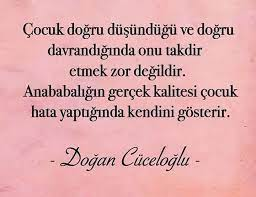 Çocuk doğru düşündüğü ve doğru
davrandığında onu takdir
etmek zor değildir.
Anababalığın gerçek kalitesi çocuk
hata yaptığında kendini gösterir.
- Doğan Cüceloğlu -